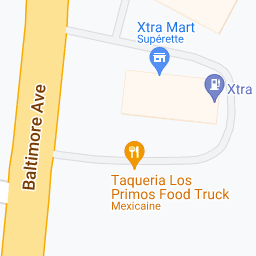 Xtra Mart
Supérette
Xtra
Baltimore Ave
Taqueria Los
Primos Food Truck
Mexicaine